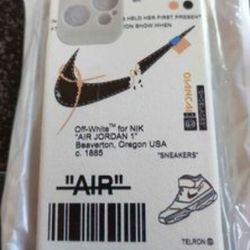 HELD HER FIRST PRESENT
ON SHOW WHEN
Off-White™ for NIK
"AIR JORDAN 1"
Beaverton, Oregon USA
c. 1885
"SNEAKERS"
"AIR"
TELRON